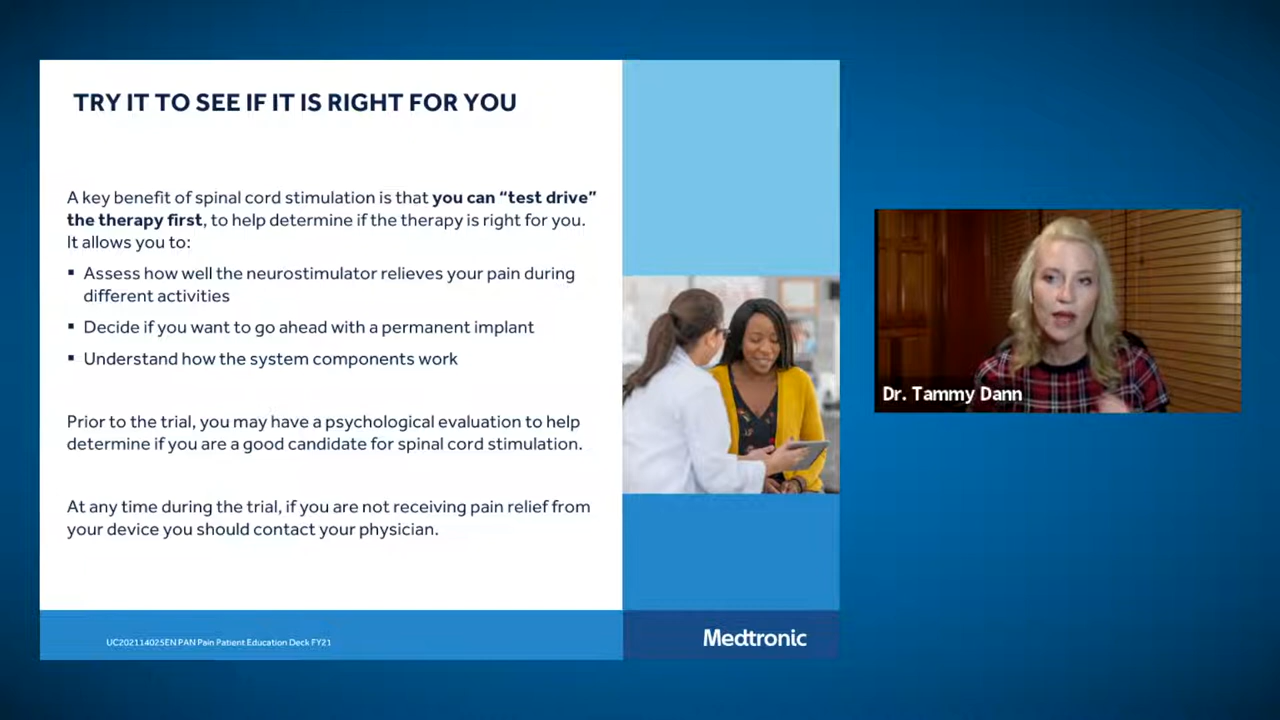 TRY IT TO SEE IF IT IS RIGHT FOR YOU
A key benefit of spinal cord stimulation is that you can “test drive”
the therapy first, to help determine if the therapy is right for you.
It allows you to:
▪ Assess how well the neurostimulator relieves your pain during
different activities
▪ Decide if you want to go ahead with a permanent implant
▪ Understand how the system components work
Prior to the trial, you may have a psychological evaluation to help
determine if you are a good candidate for spinal cord stimulation.
At any time during the trial, if you are not receiving pain relief from
your device you should contact your physician.
UC202114025EN PAN Pain Patient Education Deck FY21
Medtronic
Dr. Tammy Dann